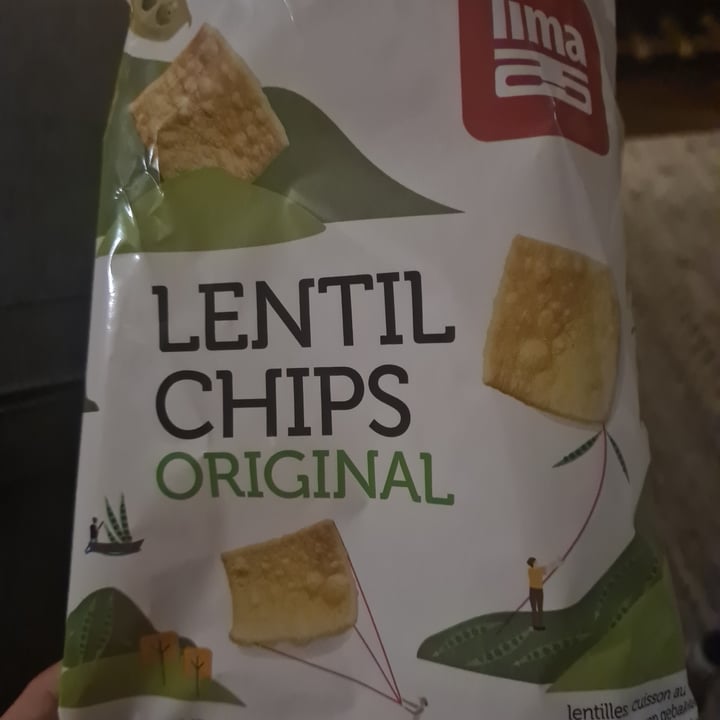 lima
LENTIL
CHIPS
ORIGINAL
lentilles cuisson au